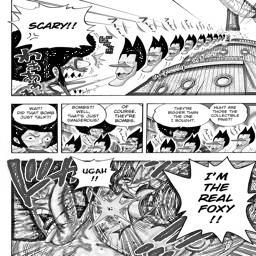 SCARY!!
WAIT!
DID THAT BOMB
JUST TALK?!
BOMBS?!
WELL,
THAT'S JUST
DANGEROUS!
OF
COURSE,
THEY'RE
BOMBS.
THEY'RE
BIGGER THAN
THE ONE
I BOUGHT.
HUH? ARE
THOSE THE
COLLECTIBLE
PINS?!
UGAH
!!
I'M
THE
REAL
FOXY
!!